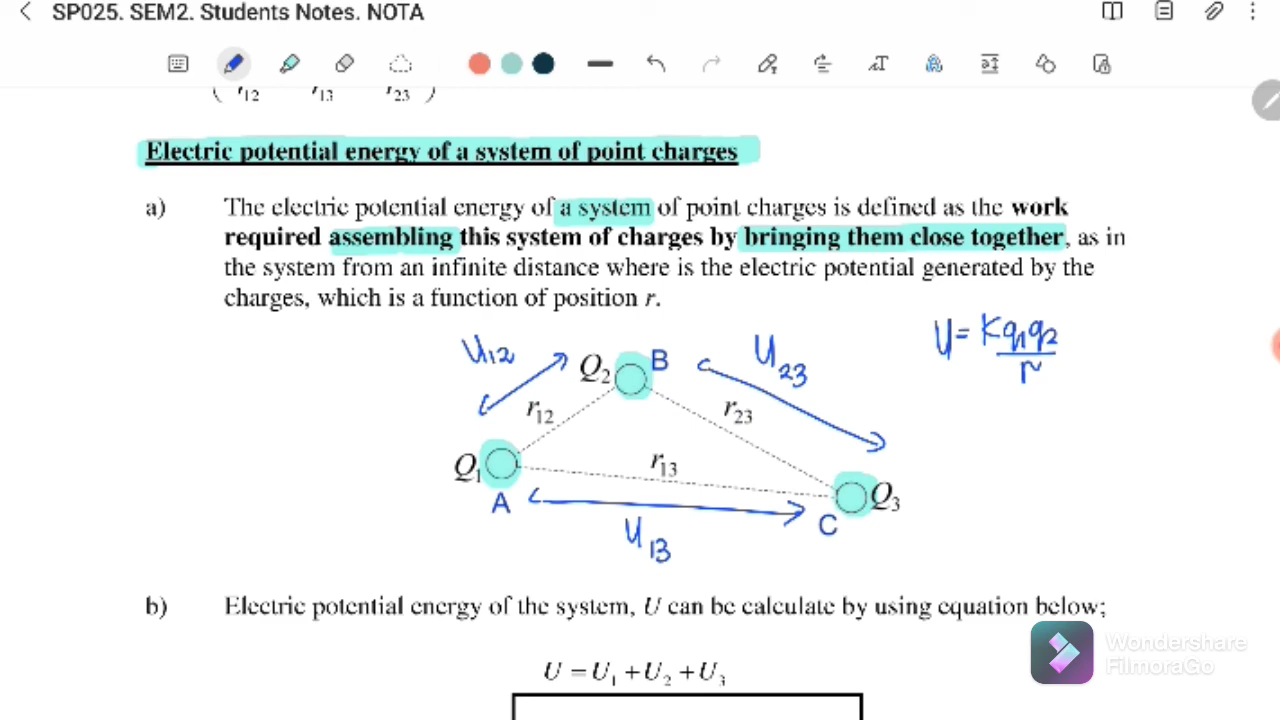 SP025. SEM2. Students Notes. NOTA
( r12 r13 r23 )
Electric potential energy of a system of point charges
a) The electric potential energy of a system of point charges is defined as the work
required assembling this system of charges by bringing them close together, as in
the system from an infinite distance where is the electric potential generated by the
charges, which is a function of position r.
U = Kq1q2
r
U12
Q2
B
U23
r12
r23
Q1
r13
A
Q3
C
U13
b) Electric potential energy of the system, U can be calculate by using equation below;
Wondershare
FilmoraGo
U = U1 + U2 + U3